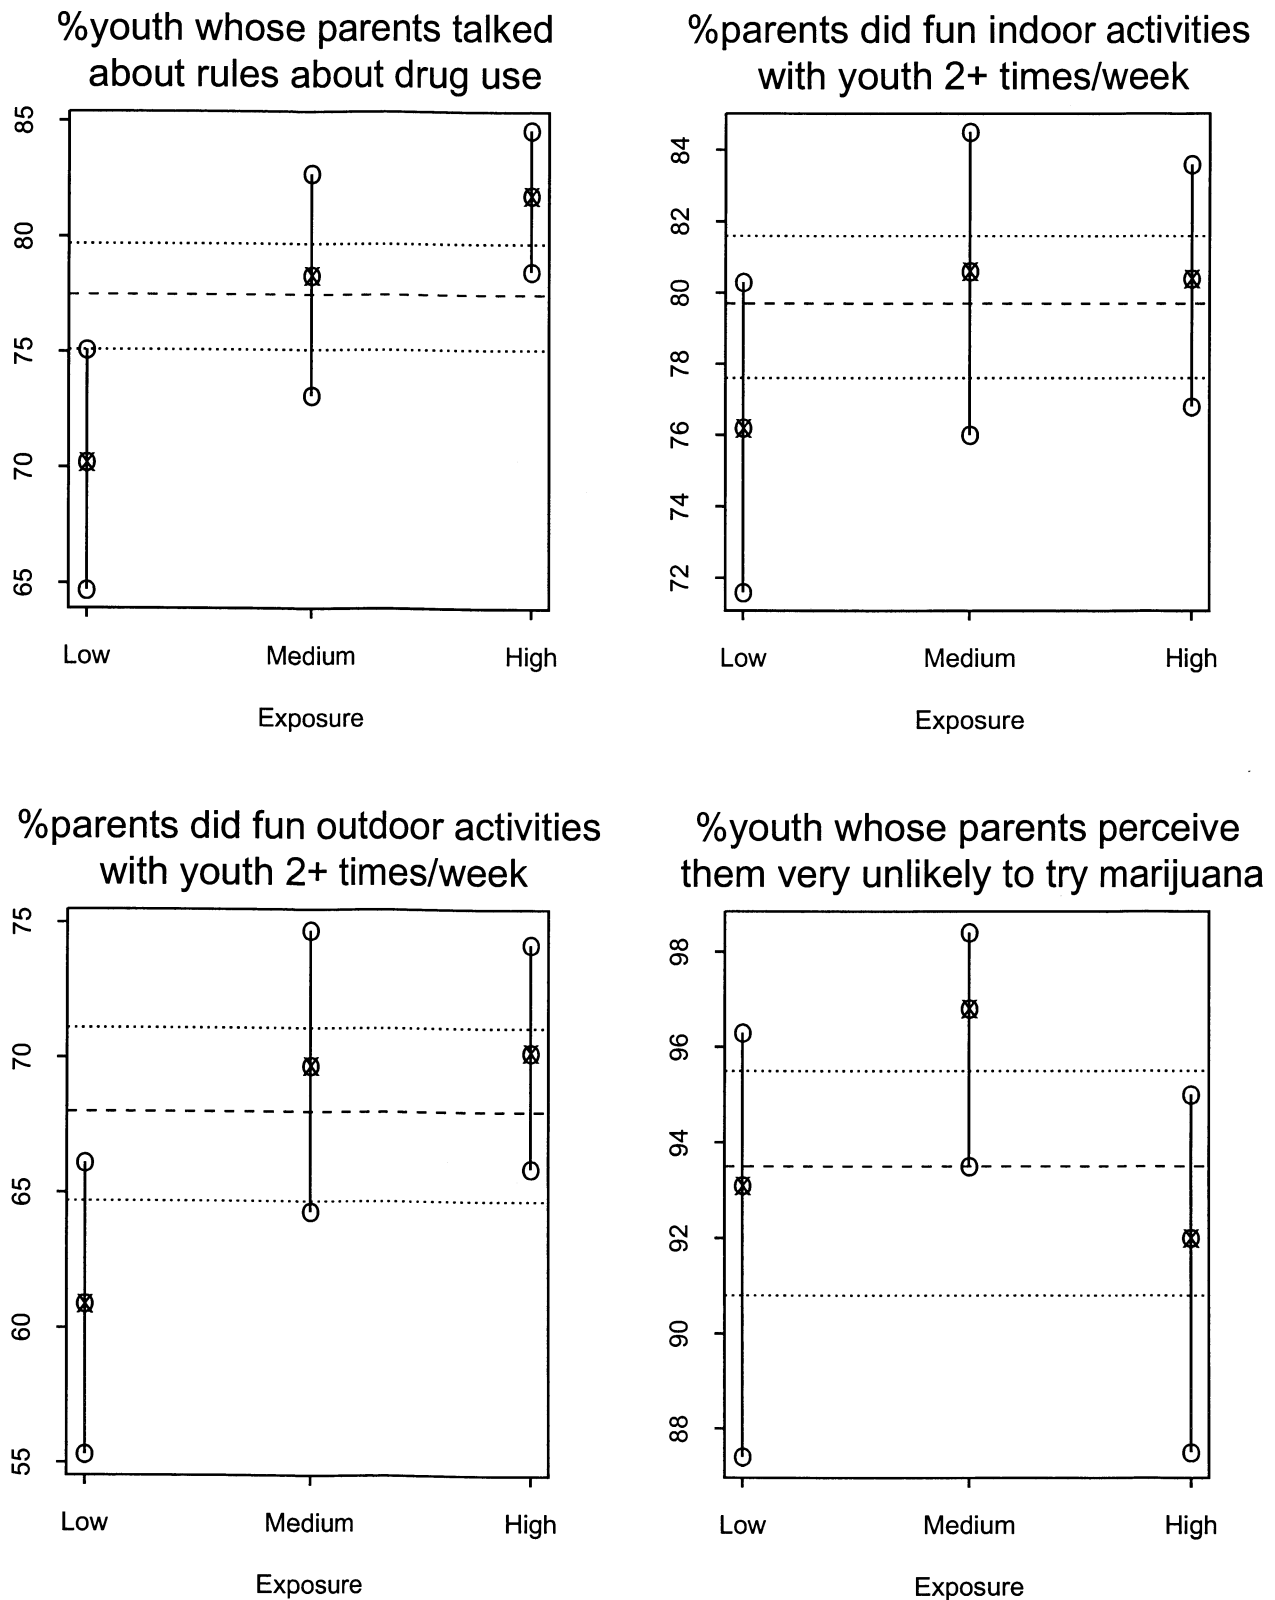 %youth whose parents talked
about rules about drug use
85
80
75
70
65
Low
Medium
High
Exposure
%parents did fun indoor activities
with youth 2+ times/week
84
82
80
78
76
74
72
Low
Medium
High
Exposure
%parents did fun outdoor activities
with youth 2+ times/week
75
70
65
60
55
Low
Medium
High
Exposure
%youth whose parents perceive
them very unlikely to try marijuana
98
96
94
92
90
88
Low
Medium
High
Exposure